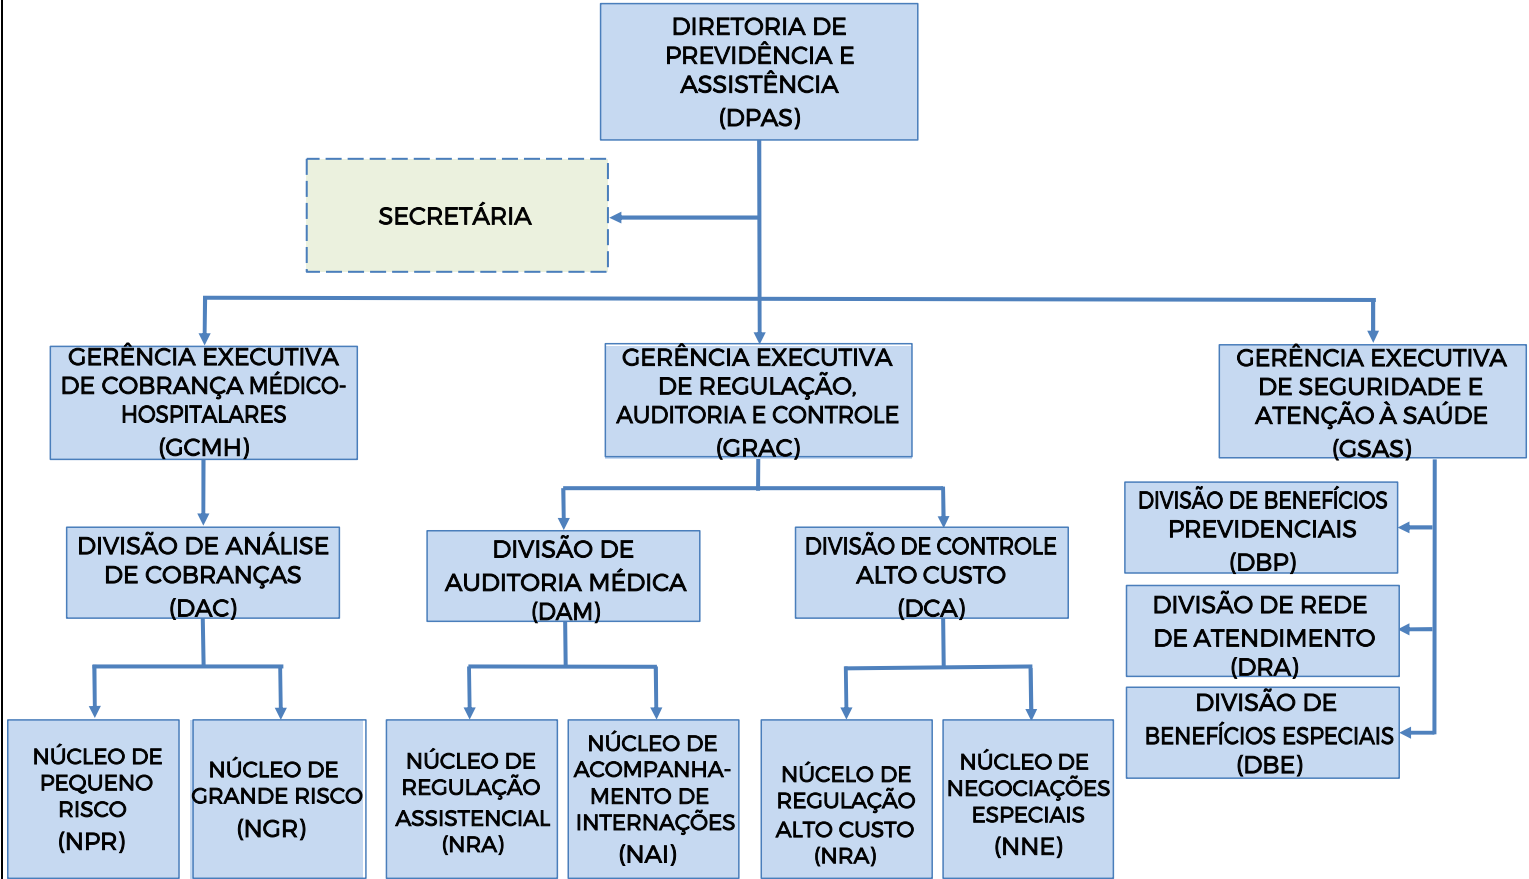 DIRETORIA DE
PREVIDÊNCIA E
ASSISTÊNCIA
(DPAS)
SECRETÁRIA
GERÊNCIA EXECUTIVA
DE COBRANÇA MÉDICO-
HOSPITALARES
(GCMH)
GERÊNCIA EXECUTIVA
DE REGULAÇÃO,
AUDITORIA E CONTROLE
(GRAC)
GERÊNCIA EXECUTIVA
DE SEGURIDADE E
ATENÇÃO À SAÚDE
(GSAS)
DIVISÃO DE ANÁLISE
DE COBRANÇAS
(DAC)
DIVISÃO DE
AUDITORIA MÉDICA
(DAM)
DIVISÃO DE CONTROLE
ALTO CUSTO
(DCA)
DIVISÃO DE BENEFÍCIOS
PREVIDENCIAIS
(DBP)
DIVISÃO DE REDE
DE ATENDIMENTO
(DRA)
DIVISÃO DE
BENEFÍCIOS ESPECIAIS
(DBE)
NÚCLEO DE
PEQUENO
RISCO
(NPR)
NÚCLEO DE
GRANDE RISCO
(NGR)
NÚCLEO DE
REGULAÇÃO
ASSISTENCIAL
(NRA)
NÚCLEO DE
ACOMPANHA-
MENTO DE
INTERNAÇÕES
(NAI)
NÚCELO DE
REGULAÇÃO
ALTO CUSTO
(NRA)
NÚCLEO DE
NEGOCIAÇÕES
ESPECIAIS
(NNE)